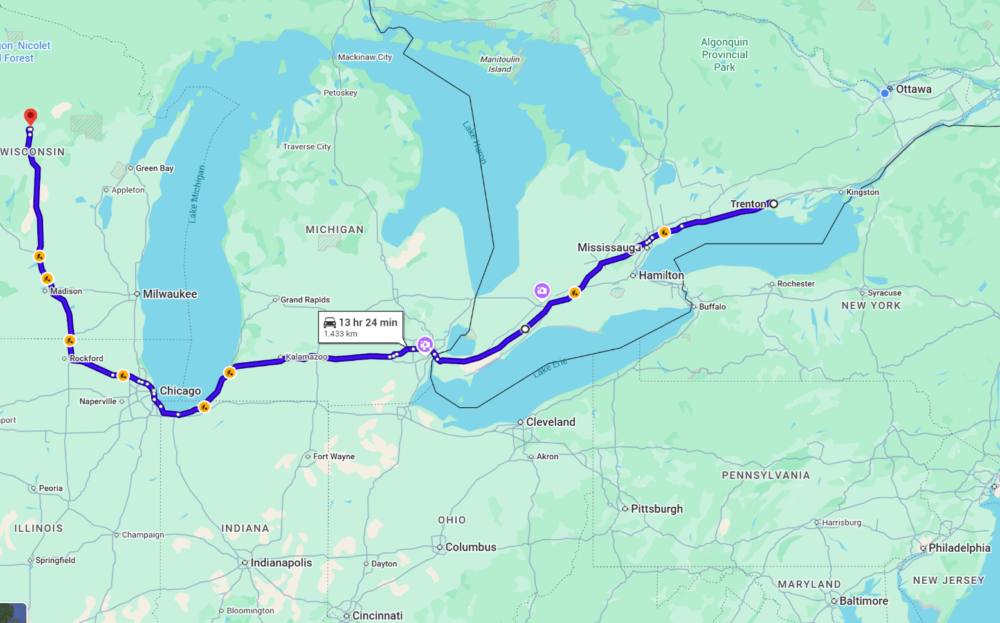 gon-Nicolet
l Forest
Mackinaw City
Manitoulin
Island
Algonquin
Provincial
Park
Ottawa
Petoskey
WISCONSIN
Traverse City
Lake Huron
Green Bay
Appleton
Lake Michigan
Kingston
Trenton
MICHIGAN
Mississauga
Hamilton
Rochester
Syracuse
NEW YORK
Madison
Milwaukee
Grand Rapids
Buffalo
13 hr 24 min
1,433 km
Rockford
Kalamazoo
Lake Erie
Chicago
Naperville
nport
Cleveland
Fort Wayne
Akron
PENNSYLVANIA
Peoria
Pittsburgh
OHIO
Harrisburg
ILLINOIS
Champaign
INDIANA
Columbus
Philadelphia
Springfield
Indianapolis
Dayton
NEW JERSEY
MARYLAND
Baltimore
Bloomington
Cincinnati